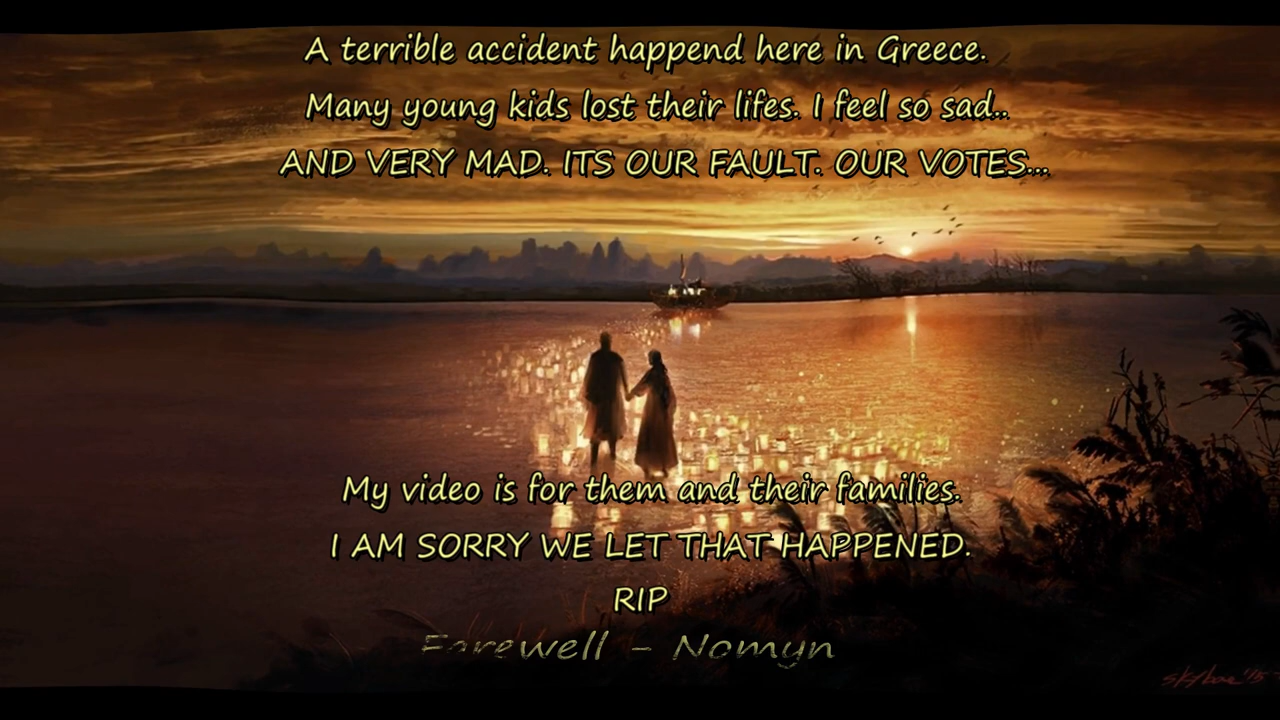 A terrible accident happend here in Greece.
Many young kids lost their lifes. I feel so sad..
AND VERY MAD. ITS OUR FAULT. OUR VOTES...
My video is for them and their families.
I AM SORRY WE LET THAT HAPPENED.
RIP
Farewell - Nomyn